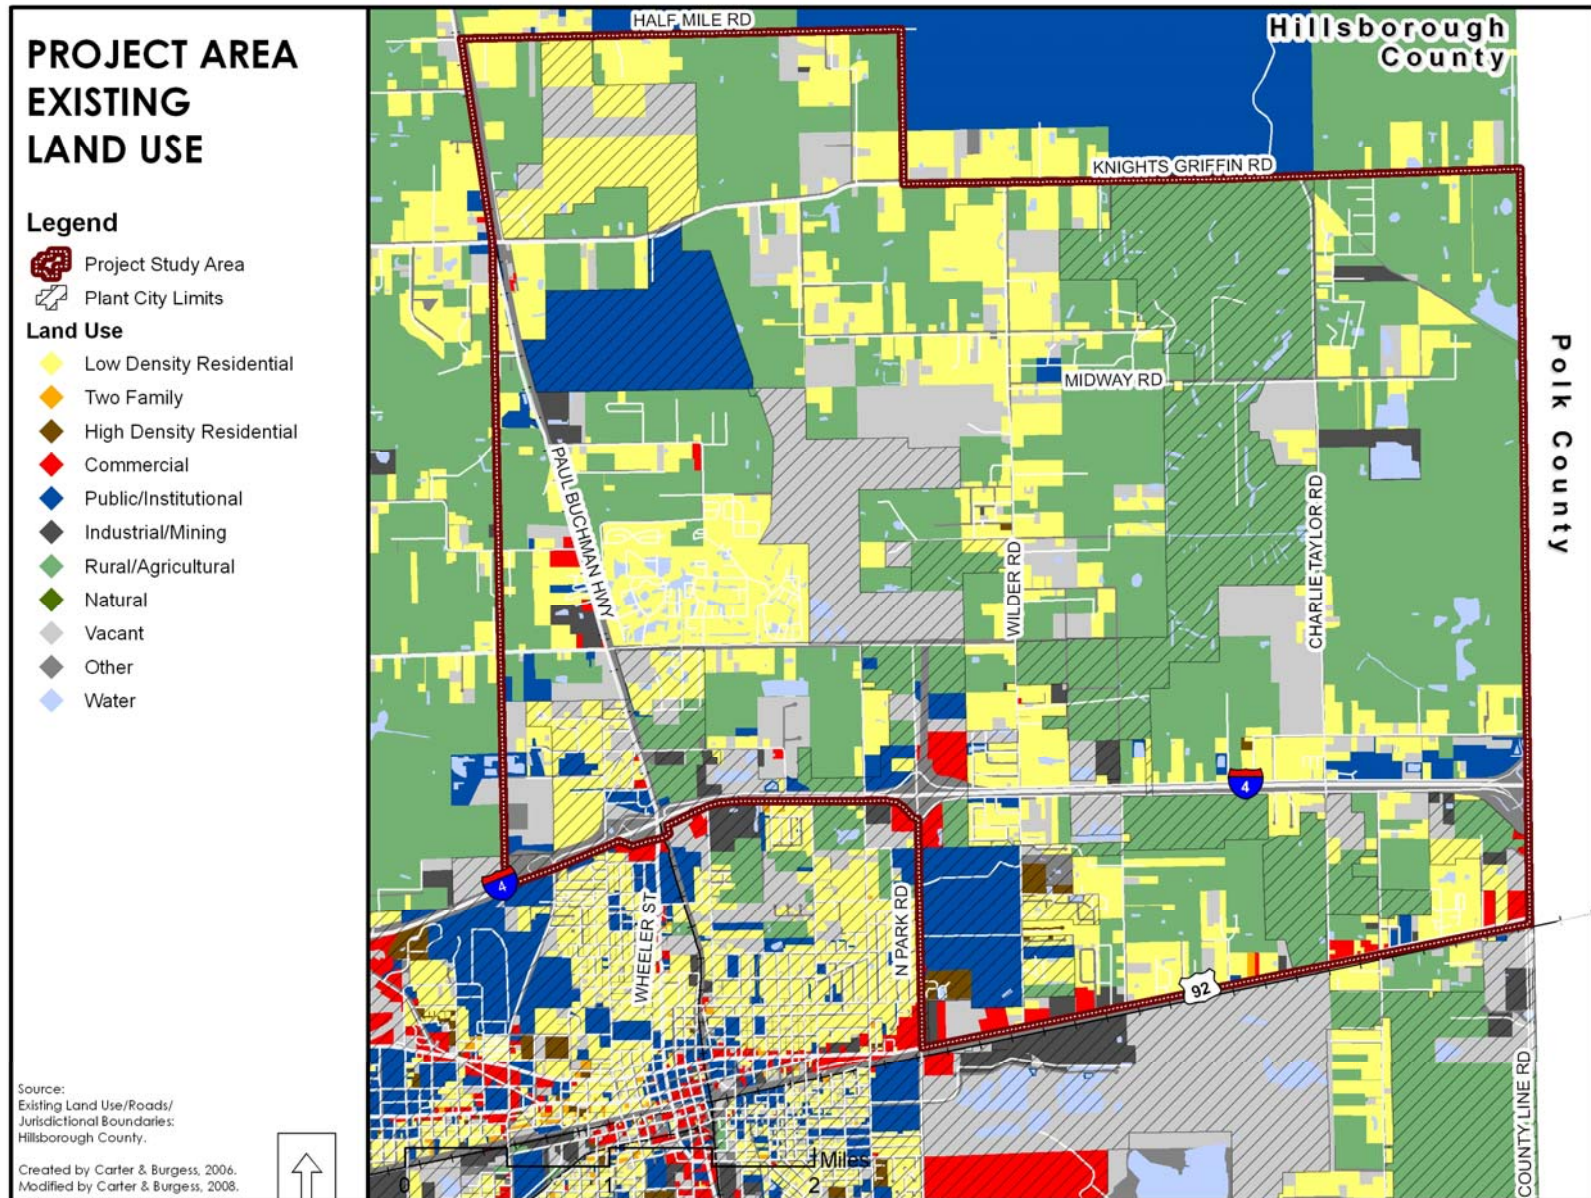 PROJECT AREA
EXISTING
LAND USE
Legend
Project Study Area
Plant City Limits
Land Use
Low Density Residential
Two Family
High Density Residential
Commercial
Public/Institutional
Industrial/Mining
Rural/Agricultural
Natural
Vacant
Other
Water
Source:
Existing Land Use/Roads/
Jurisdictional Boundaries:
Hillsborough County.
Created by Carter & Burgess, 2006.
Modified by Carter & Burgess, 2008.
HALF MILE RD
Hillsborough
County
KNIGHTS GRIFFIN RD
Polk County
MIDWAY RD
PAUL BUCHMAN HWY
WILDER RD
CHARLIE TAYLOR RD
4
4
WHEELER ST
N PARK RD
92
COUNTY LINE RD
0 1 2 Miles